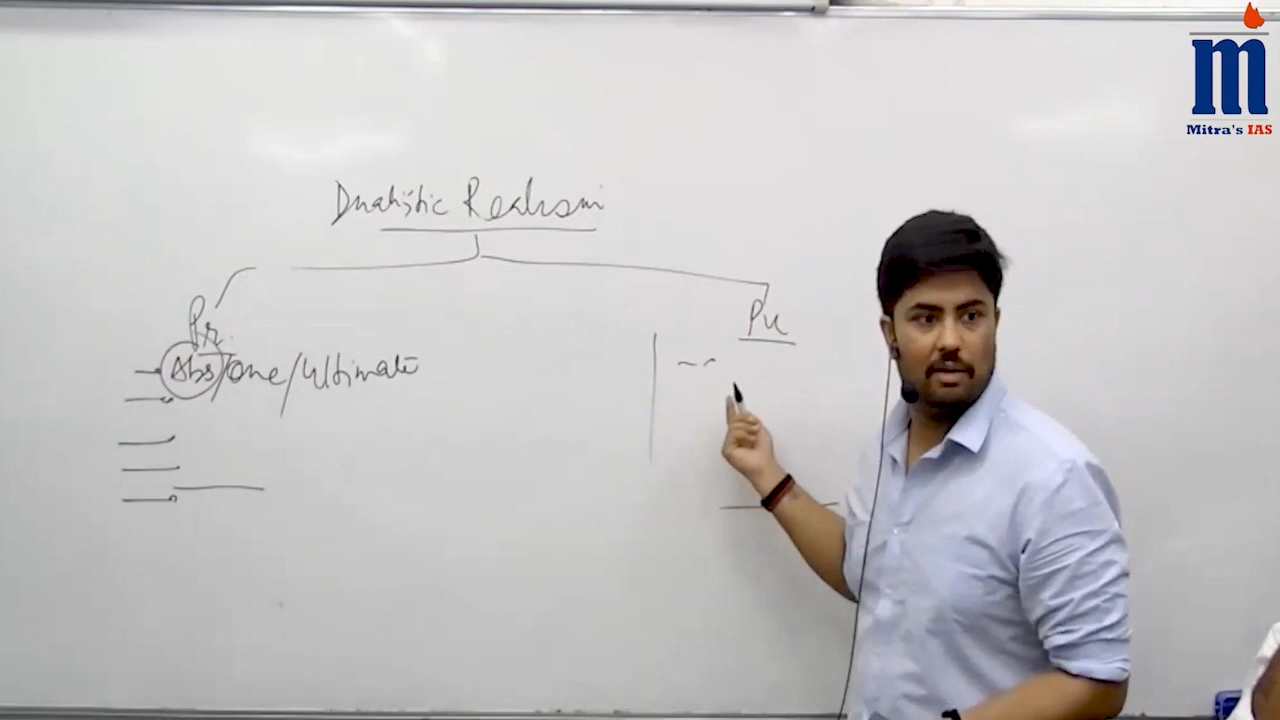 m
Mitra's IAS
Dualistic Realism
Pr.
Pu
Abs/one/Ultimate